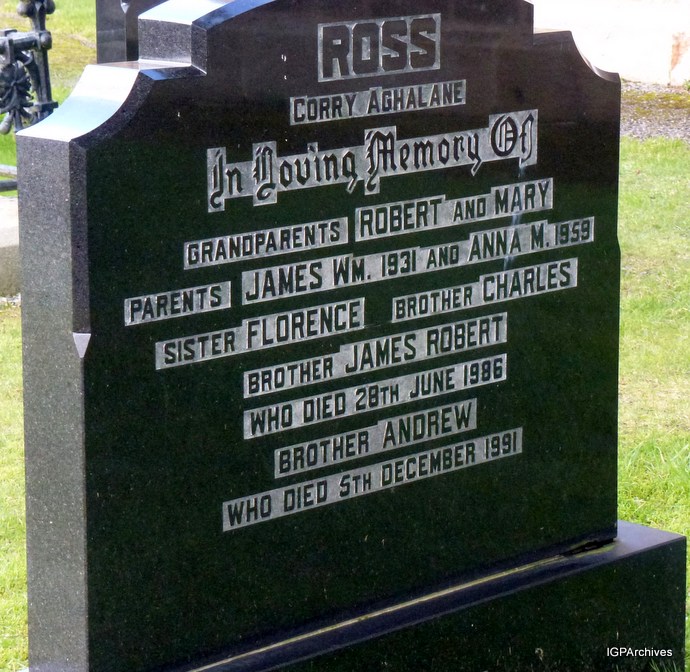 ROSS
CORRY AGHALANE
In Loving Memory Of
GRANDPARENTS ROBERT AND MARY
PARENTS JAMES WM. 1931 AND ANNA M. 1959
SISTER FLORENCE BROTHER CHARLES
BROTHER JAMES ROBERT
WHO DIED 28TH JUNE 1986
BROTHER ANDREW
WHO DIED 5TH DECEMBER 1991
IGPArchives